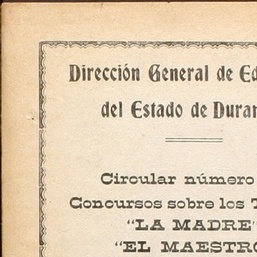 Dirección General de Ed
del Estado de Duran
Circular número
Concursos sobre los T
"LA MADRE"
"EL MAESTRO